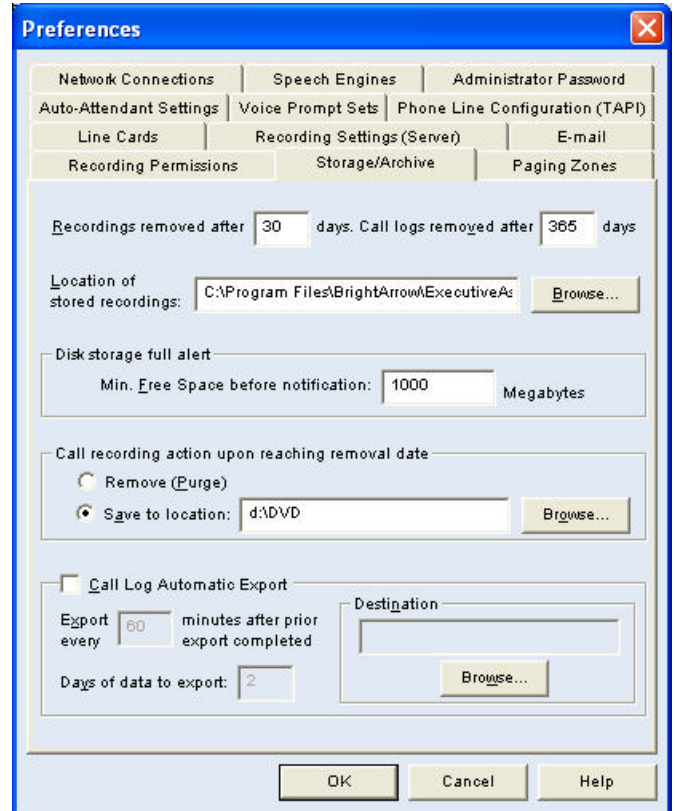 Preferences
Network Connections Speech Engines Administrator Password
Auto-Attendant Settings Voice Prompt Sets Phone Line Configuration (TAPI)
Line Cards Recording Settings (Server) E-mail
Recording Permissions Storage/Archive Paging Zones
Recordings removed after 30 days. Call logs removed after 365 days
Location of
stored recordings: C:\Program Files\BrightArrow\ExecutiveAs Browse...
Disk storage full alert
Min. Free Space before notification: 1000 Megabytes
Call recording action upon reaching removal date
Remove (Purge)
Save to location: d:\DVD Browse...
Call Log Automatic Export
Export every 60 minutes after prior export completed
Days of data to export: 2
Destination
Browse...
OK Cancel Help